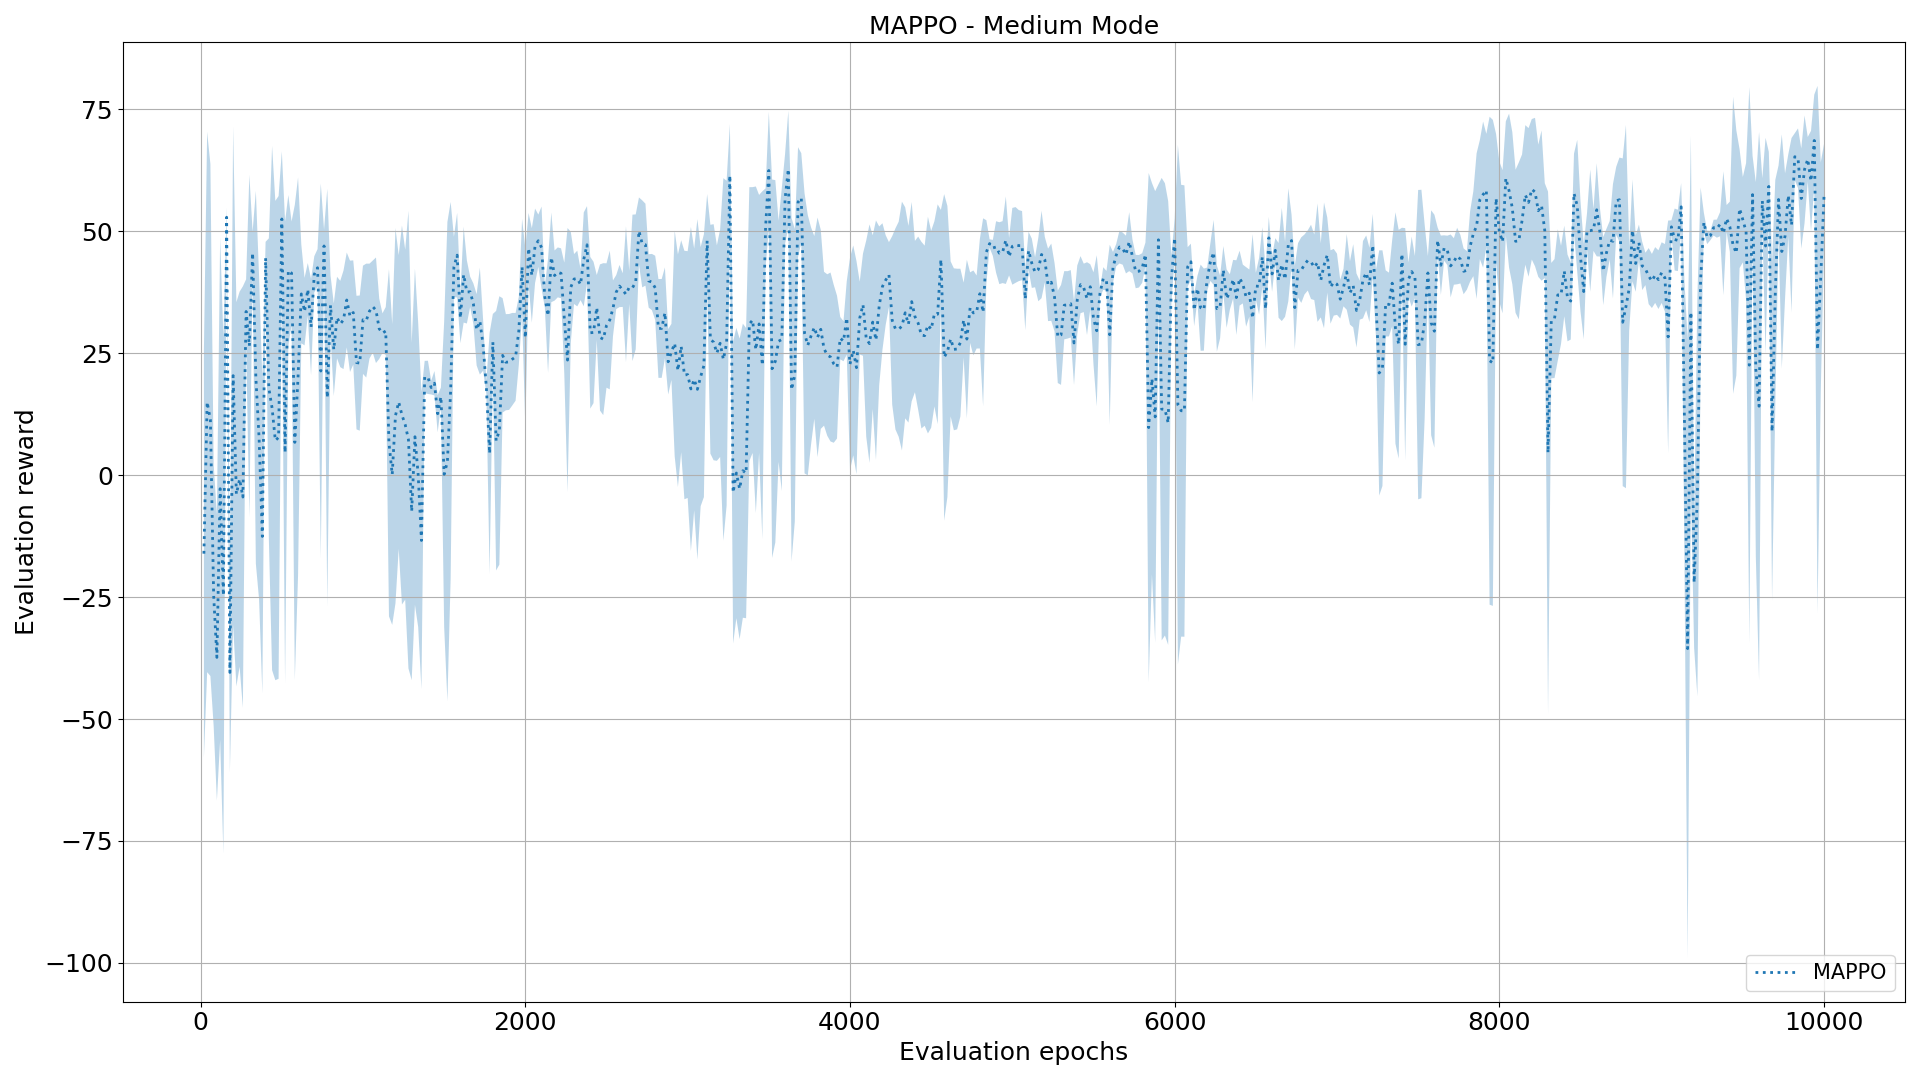 MAPPO - Medium Mode
75
50
25
0
−25
−50
−75
−100
Evaluation reward
MAPPO
0 2000 4000 6000 8000 10000
Evaluation epochs